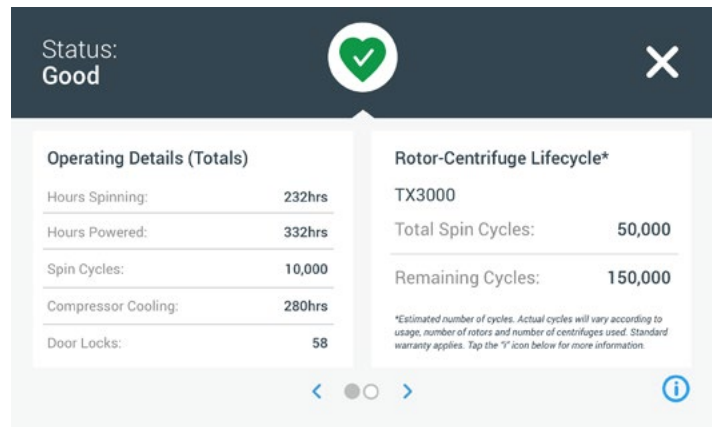 Status:
Good
Operating Details (Totals)
Hours Spinning: 232hrs
Hours Powered: 332hrs
Spin Cycles: 10,000
Compressor Cooling: 280hrs
Door Locks: 58
Rotor-Centrifuge Lifecycle*
TX3000
Total Spin Cycles: 50,000
Remaining Cycles: 150,000
*Estimated number of cycles. Actual cycles will vary according to
usage, number of rotors and number of centrifuges used. Standard
warranty applies. Tap the "i" icon below for more information.
i